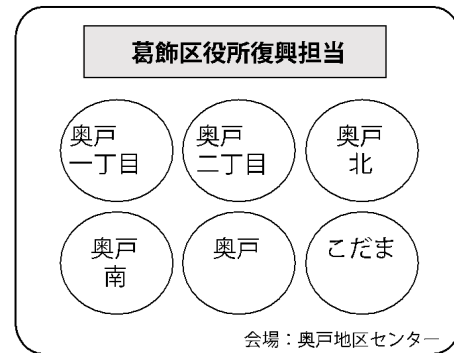 葛飾区役所復興担当
奥戸
一丁目
奥戸
二丁目
奥戸
北
奥戸
南
奥戸
こだま
会場：奥戸地区センター